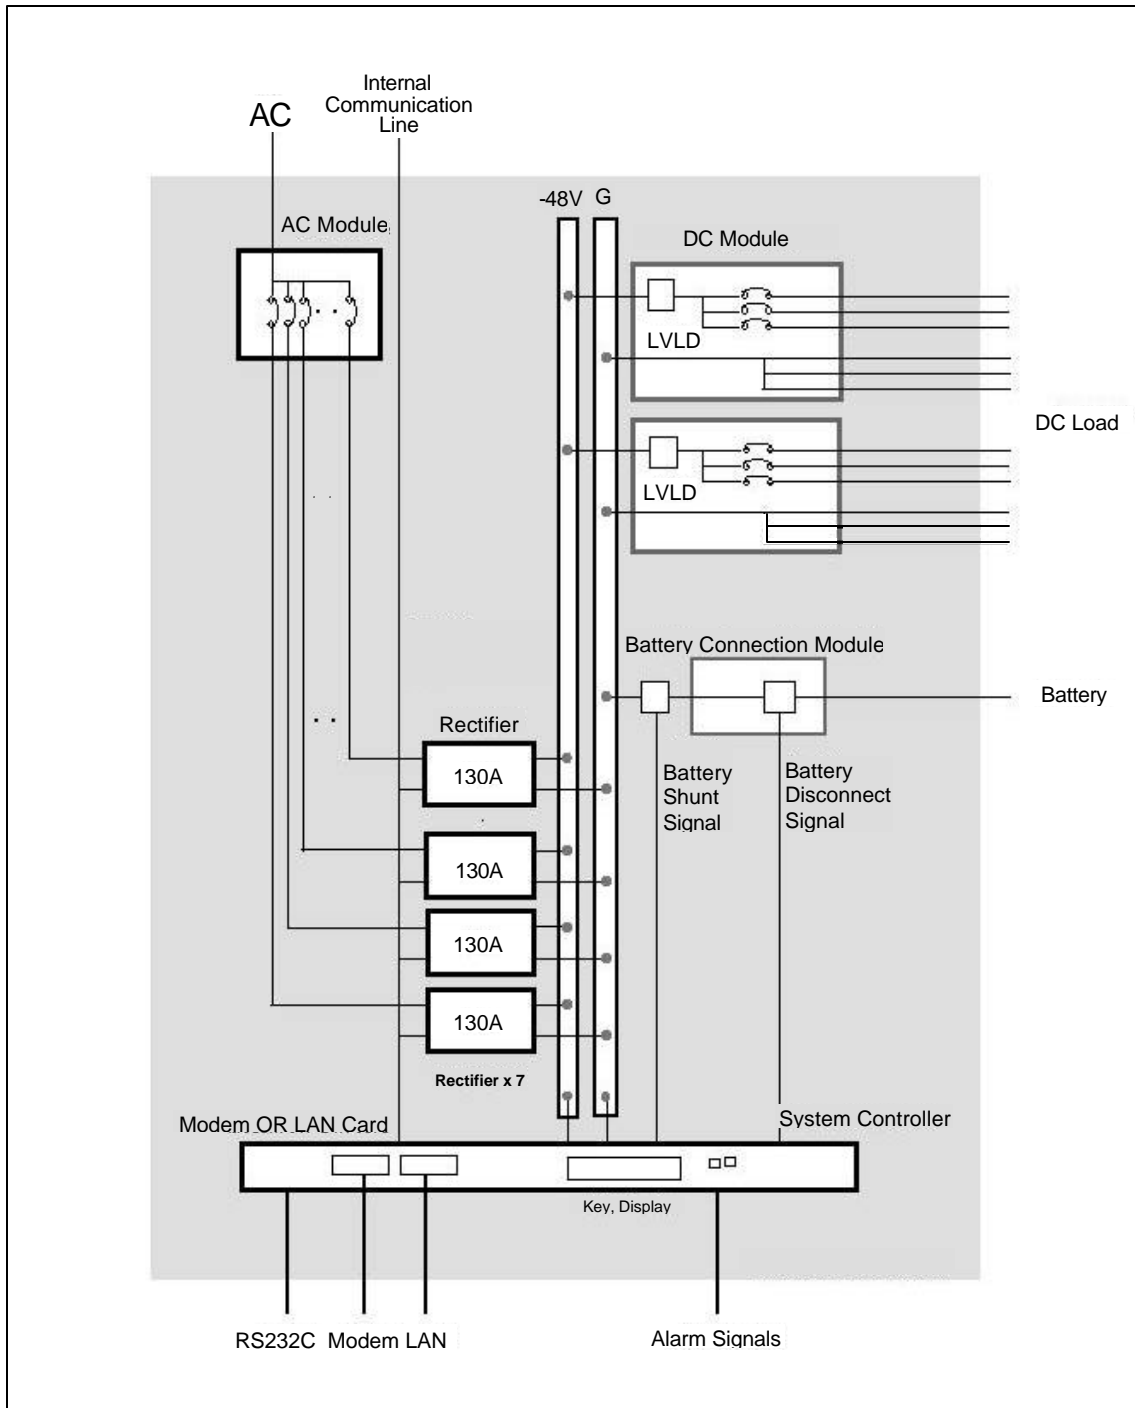 Internal
Communication
Line
AC
-48V G
AC Module
DC Module
LVLD
DC Load
LVLD
Battery Connection Module
Battery
Rectifier
130A
Battery
Shunt
Signal
Battery
Disconnect
Signal
130A
130A
130A
Rectifier x 7
Modem OR LAN Card
System Controller
Key, Display
RS232C Modem LAN
Alarm Signals